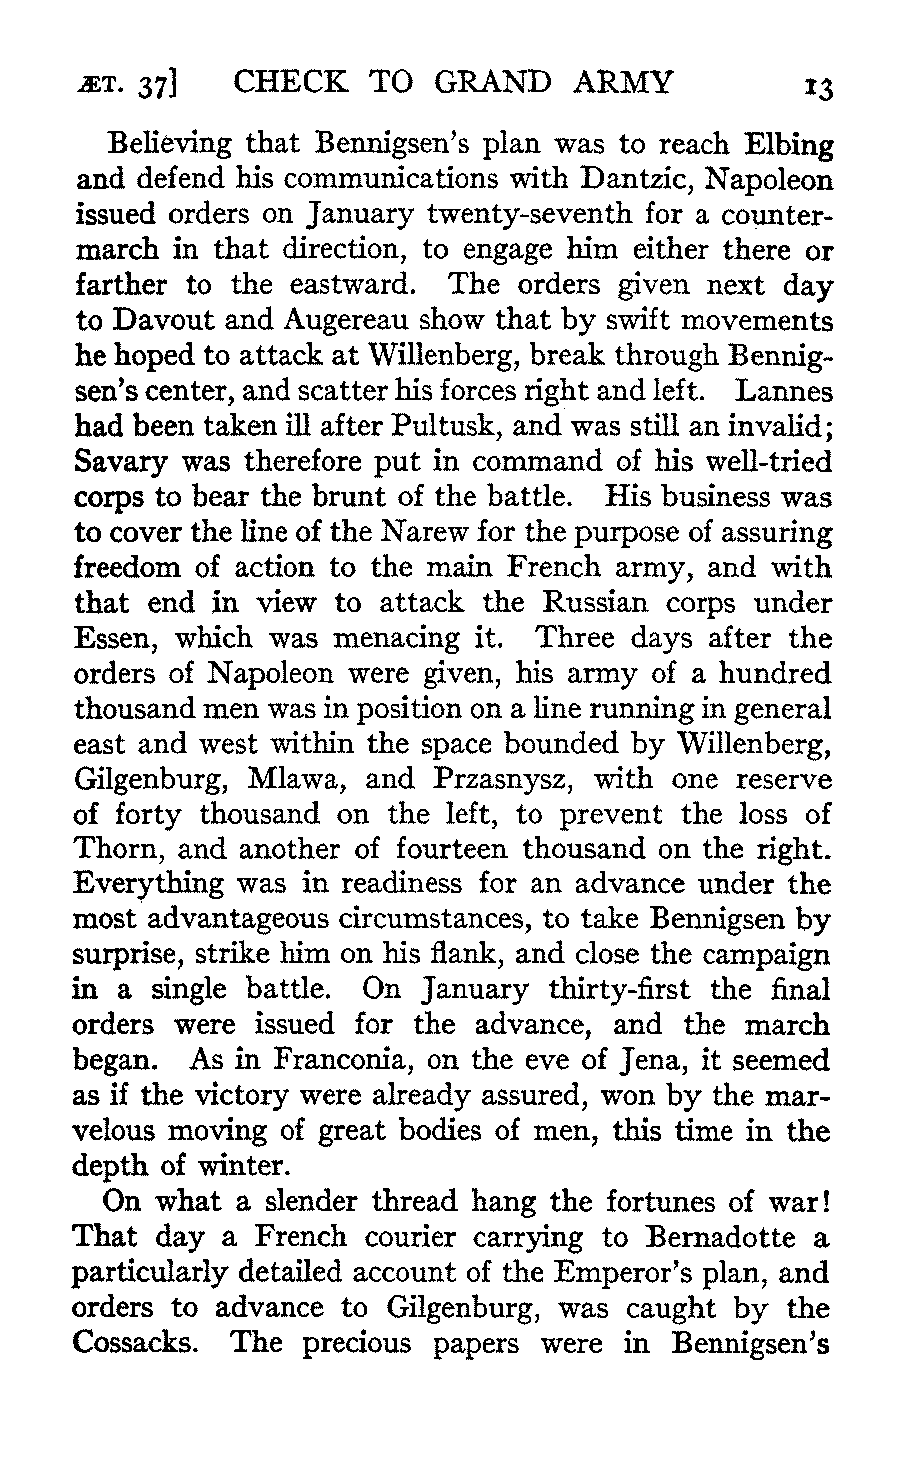 ÆT. 37] CHECK TO GRAND ARMY 13
Believing that Bennigsen's plan was to reach Elbing
and defend his communications with Dantzic, Napoleon
issued orders on January twenty-seventh for a counter-
march in that direction, to engage him either there or
farther to the eastward. The orders given next day
to Davout and Augereau show that by swift movements
he hoped to attack at Willenberg, break through Bennig-
sen's center, and scatter his forces right and left. Lannes
had been taken ill after Pultusk, and was still an invalid;
Savary was therefore put in command of his well-tried
corps to bear the brunt of the battle. His business was
to cover the line of the Narew for the purpose of assuring
freedom of action to the main French army, and with
that end in view to attack the Russian corps under
Essen, which was menacing it. Three days after the
orders of Napoleon were given, his army of a hundred
thousand men was in position on a line running in general
east and west within the space bounded by Willenberg,
Gilgenburg, Mlawa, and Przasnysz, with one reserve
of forty thousand on the left, to prevent the loss of
Thorn, and another of fourteen thousand on the right.
Everything was in readiness for an advance under the
most advantageous circumstances, to take Bennigsen by
surprise, strike him on his flank, and close the campaign
in a single battle. On January thirty-first the final
orders were issued for the advance, and the march
began. As in Franconia, on the eve of Jena, it seemed
as if the victory were already assured, won by the mar-
velous moving of great bodies of men, this time in the
depth of winter.
On what a slender thread hang the fortunes of war!
That day a French courier carrying to Bernadotte a
particularly detailed account of the Emperor's plan, and
orders to advance to Gilgenburg, was caught by the
Cossacks. The precious papers were in Bennigsen's